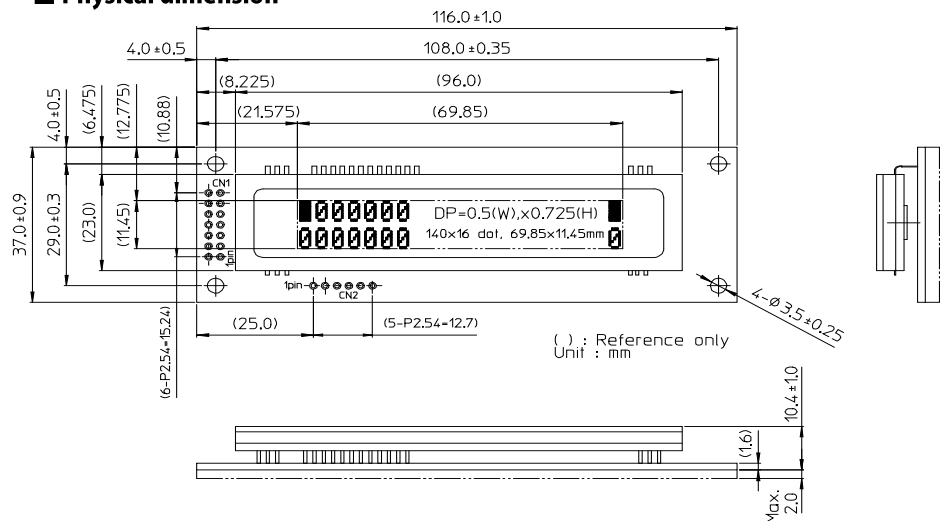 ■ Physical dimension
116.0±1.0
4.0±0.5
108.0±0.35
(8.225)
(96.0)
(21.575)
(69.85)
4.0±0.5
(6.475)
(12.775)
(10.88)
37.0±0.9
29.0±0.3
(23.0)
(11.45)
CN1
1pin
DP=0.5(W),x0.725(H)
140x16 dot, 69.85x11.45mm
1pin
CN2
(25.0)
(5-P2.54=12.7)
(6-P2.54=15.24)
4-Φ3.5±0.25
( ) : Reference only
Unit : mm
10.4±1.0
(1.6)
Max.
2.0